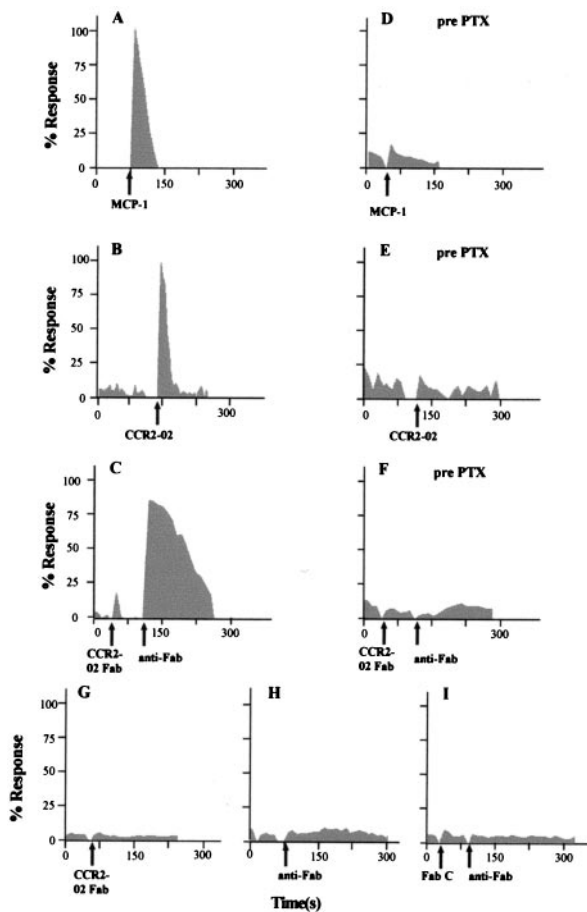 A
D
pre PTX
% Response
100
75
50
25
0
0 150 300
0 150 300
MCP-1
MCP-1
B
E
pre PTX
% Response
100
75
50
25
0
0 300
0 150 300
CCR2-02
CCR2-02
C
F
pre PTX
% Response
100
75
50
25
0
0 150 300
0 150 300
CCR2-
02 Fab
anti-Fab
CCR2-
02 Fab
anti-Fab
G
H
I
% Response
100
75
50
25
0
0 150 300
0 150 300
0 150 300
CCR2-
02 Fab
anti-Fab
Fab C
anti-Fab
Time(s)